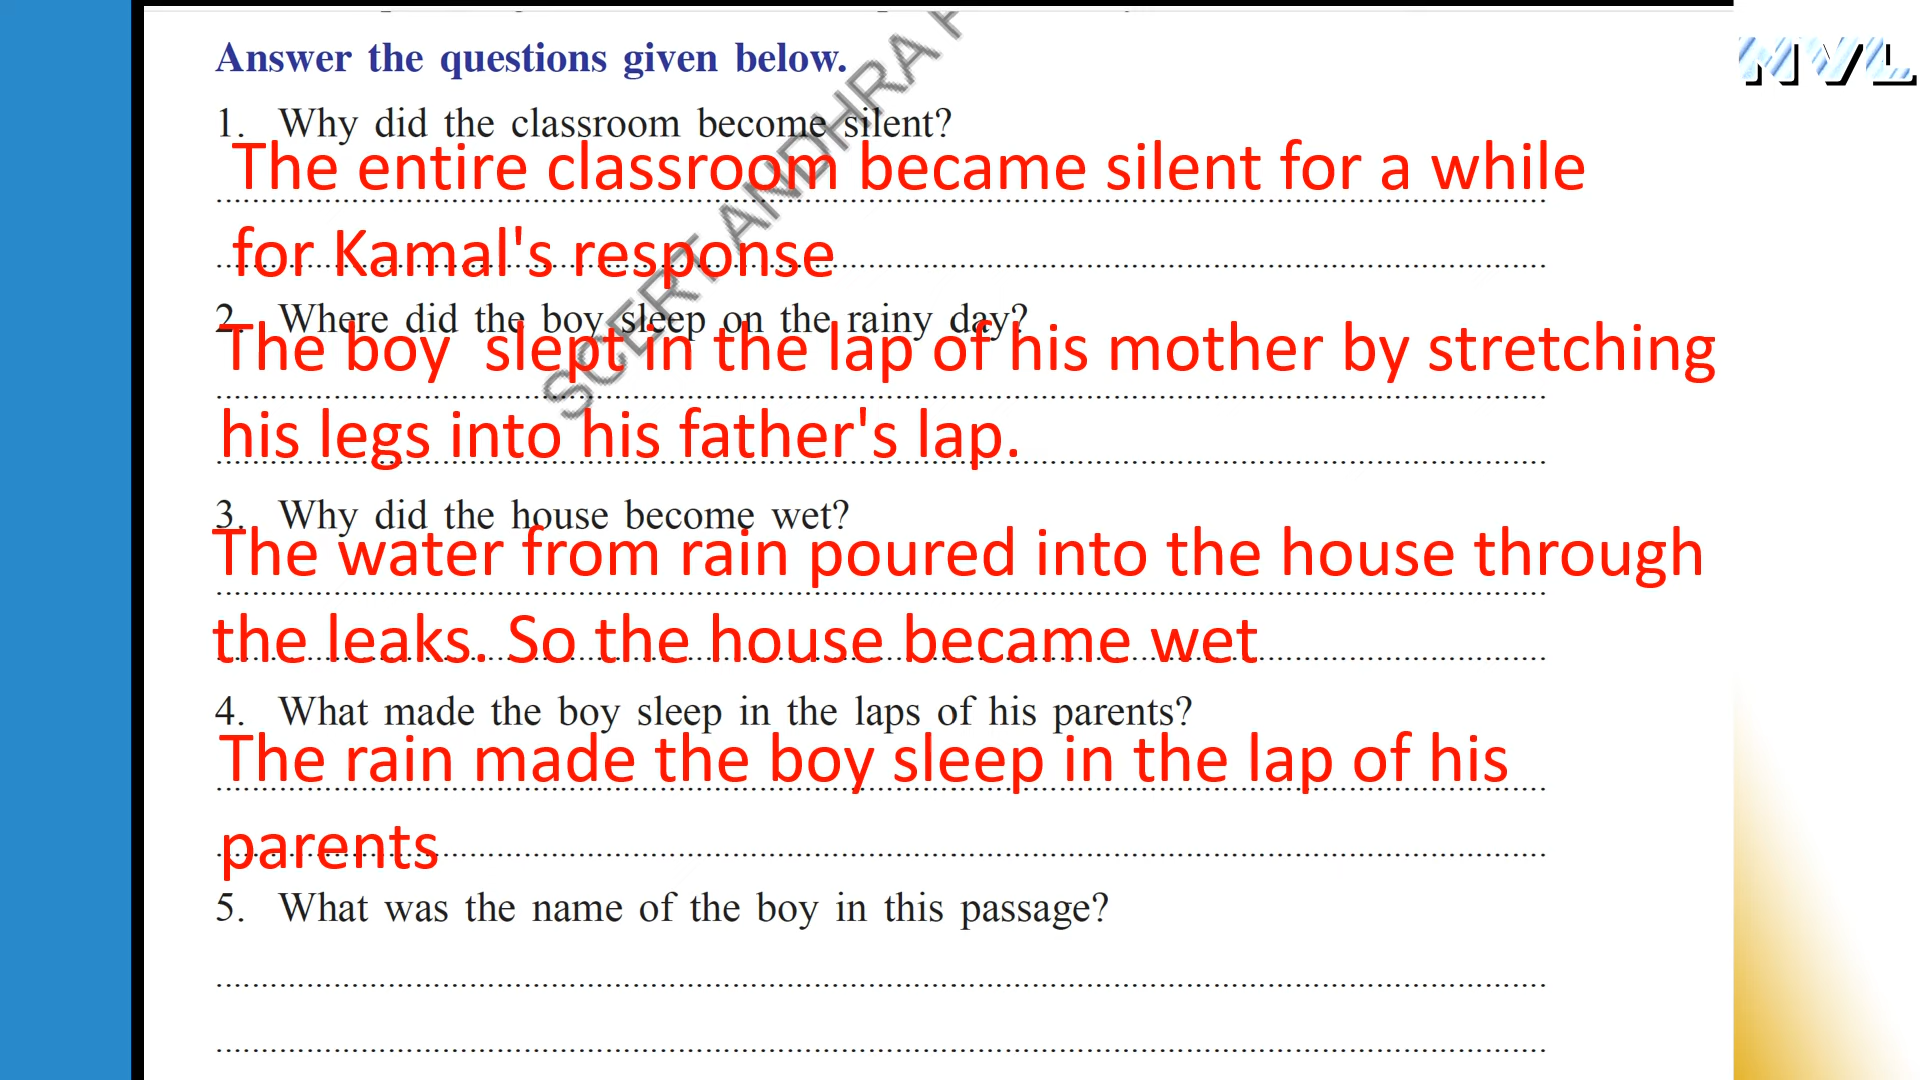 Answer the questions given below.
MVL
1. Why did the classroom become silent?
The entire classroom became silent for a while
for Kamal's response
2. Where did the boy sleep on the rainy day?
The boy slept in the lap of his mother by stretching
his legs into his father's lap.
3. Why did the house become wet?
The water from rain poured into the house through
the leaks. So the house became wet
4. What made the boy sleep in the laps of his parents?
The rain made the boy sleep in the lap of his
parents
5. What was the name of the boy in this passage?
SCERT ANDHRA